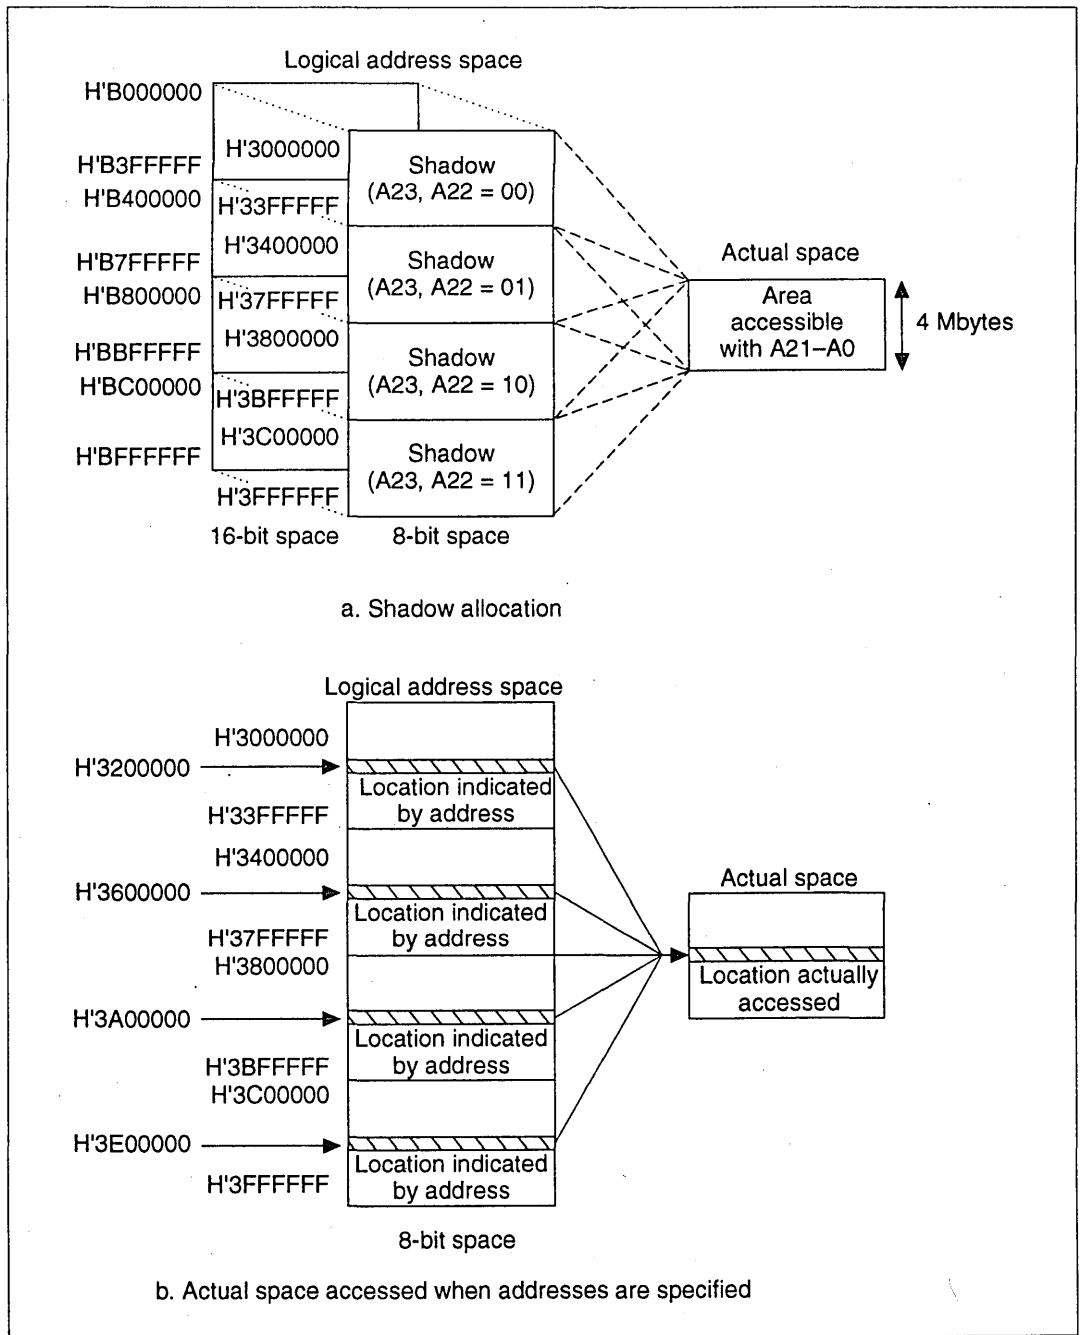 Logical address space
H'B000000
H'3000000
H'B3FFFFF
H'B400000
H'33FFFFF
H'3400000
H'B7FFFFF
H'B800000
H'37FFFFF
H'3800000
H'BBFFFFF
H'BC00000
H'3BFFFFF
H'3C00000
H'BFFFFFF
H'3FFFFFF
Shadow
(A23, A22 = 00)
Shadow
(A23, A22 = 01)
Shadow
(A23, A22 = 10)
Shadow
(A23, A22 = 11)
Actual space
Area
accessible
with A21–A0
4 Mbytes
16-bit space
8-bit space
a. Shadow allocation
Logical address space
H'3000000
H'3200000
Location indicated
by address
H'33FFFFF
H'3400000
H'3600000
Location indicated
by address
H'37FFFFF
H'3800000
H'3A00000
Location indicated
by address
H'3BFFFFF
H'3C00000
H'3E00000
Location indicated
by address
H'3FFFFFF
Actual space
Location actually
accessed
8-bit space
b. Actual space accessed when addresses are specified